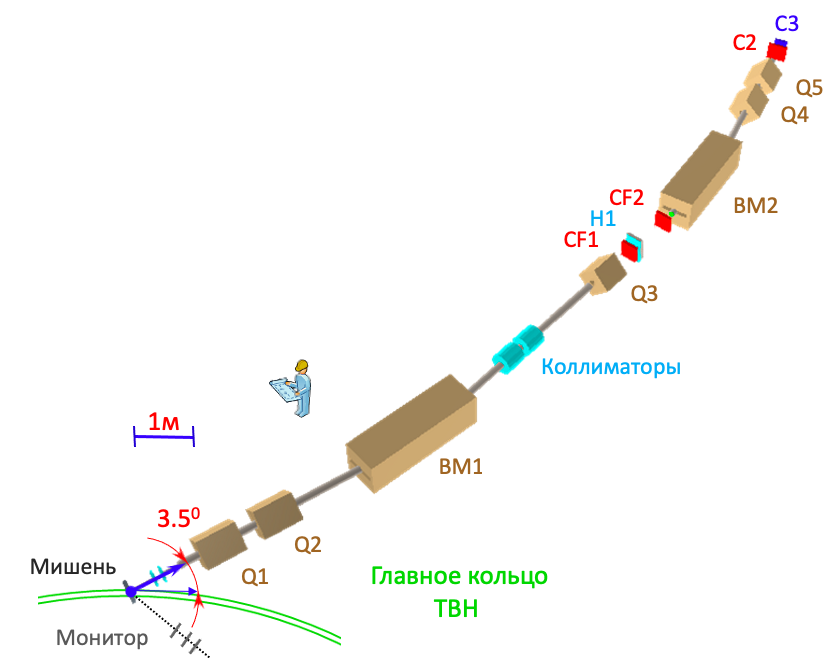 C3
C2
Q5
Q4
CF2
BM2
H1
CF1
Q3
Коллиматоры
1м
BM1
3.5⁰
Q2
Мишень
Q1
Главное кольцо
ТВН
Монитор